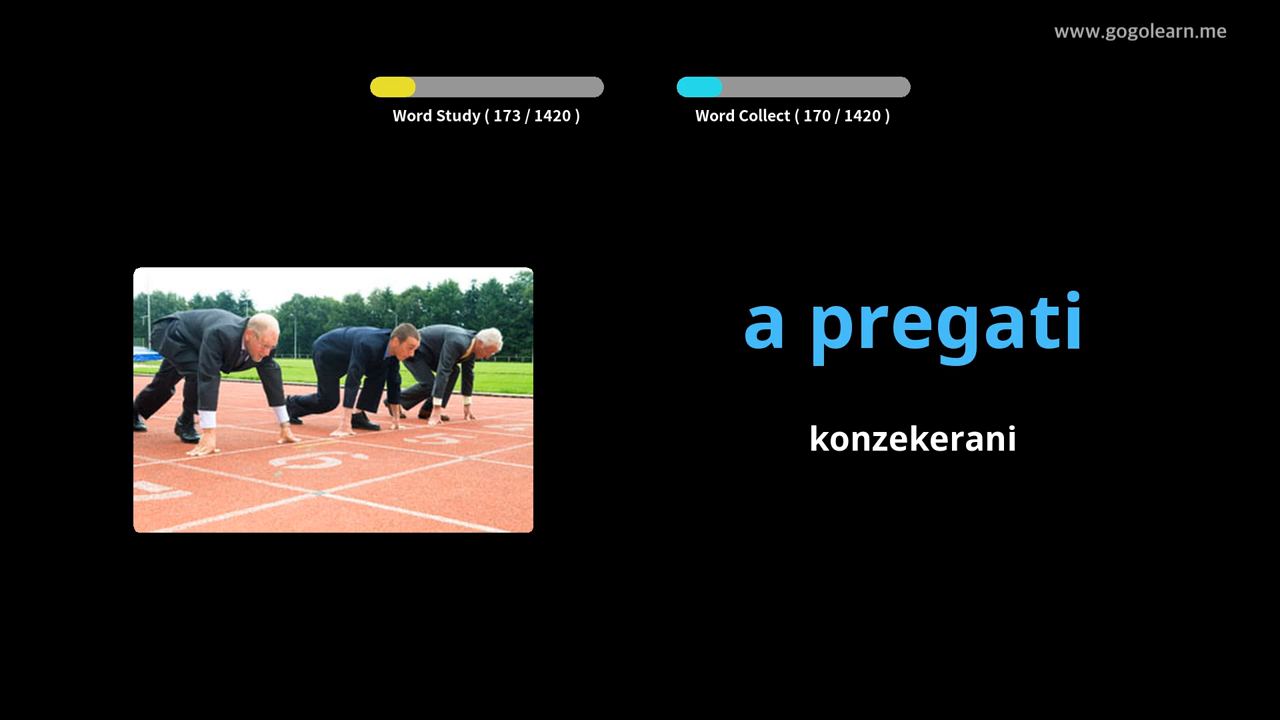 www.gogolearn.me
Word Study ( 173 / 1420 )
Word Collect ( 170 / 1420 )
a pregati
konzekerani